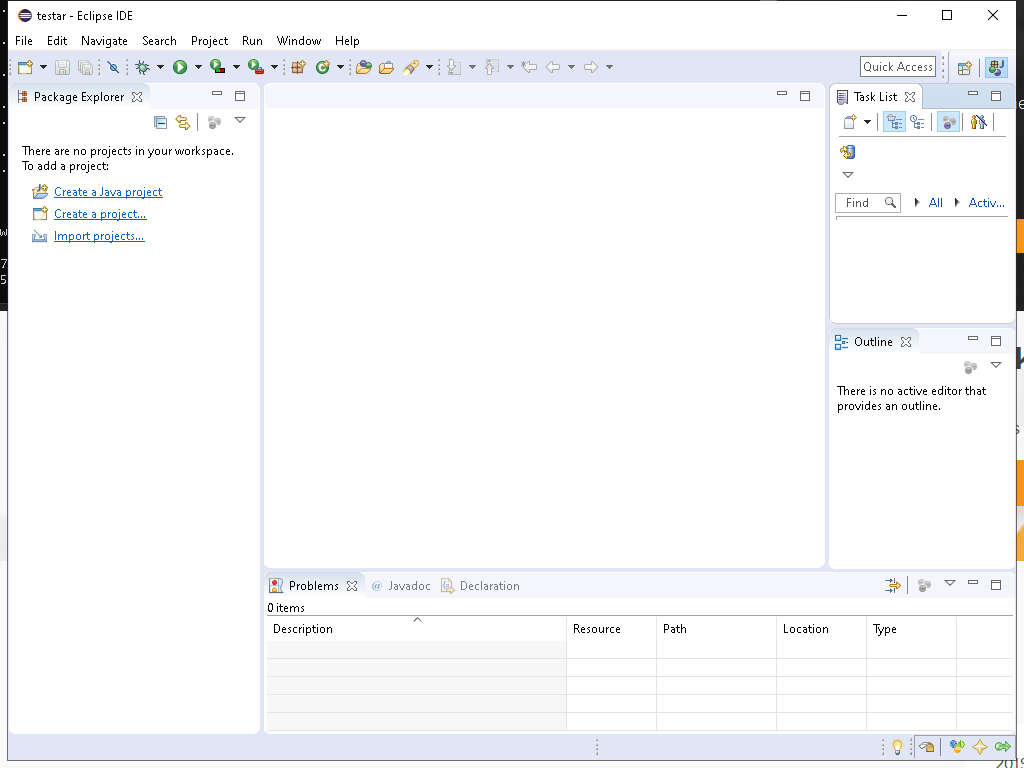 testar - Eclipse IDE
File Edit Navigate Search Project Run Window Help
Quick Access
Package Explorer
There are no projects in your workspace.
To add a project:
Create a Java project
Create a project...
Import projects...
Task List
Find All Activ...
Outline
There is no active editor that
provides an outline.
Problems @ Javadoc Declaration
0 items
Description Resource Path Location Type